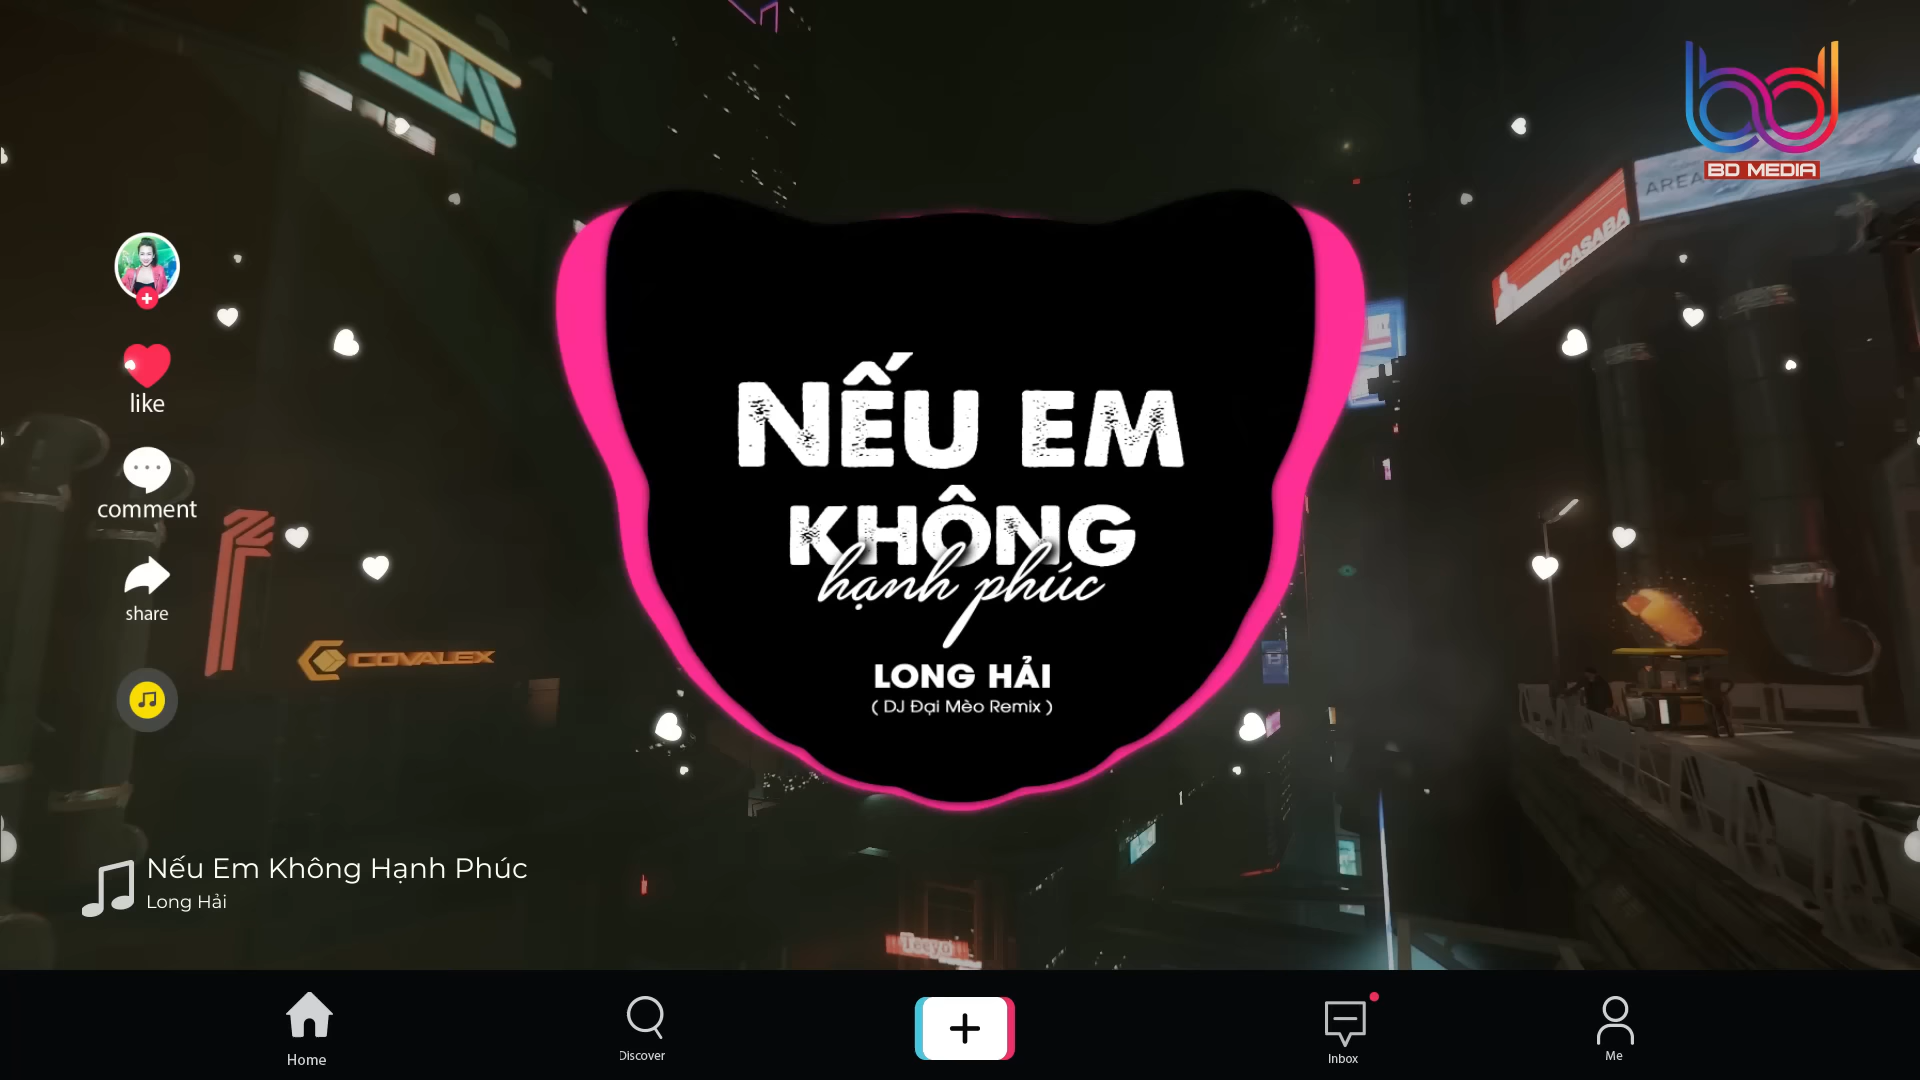 BD MEDIA
AREA
CASABA
NẾU EM
KHÔNG
hạnh phúc
LONG HẢI
( DJ Đại Mèo Remix )
like
comment
share
COVALEX
Nếu Em Không Hạnh Phúc
Long Hải
Teeyo
Home
Discover
Inbox
Me